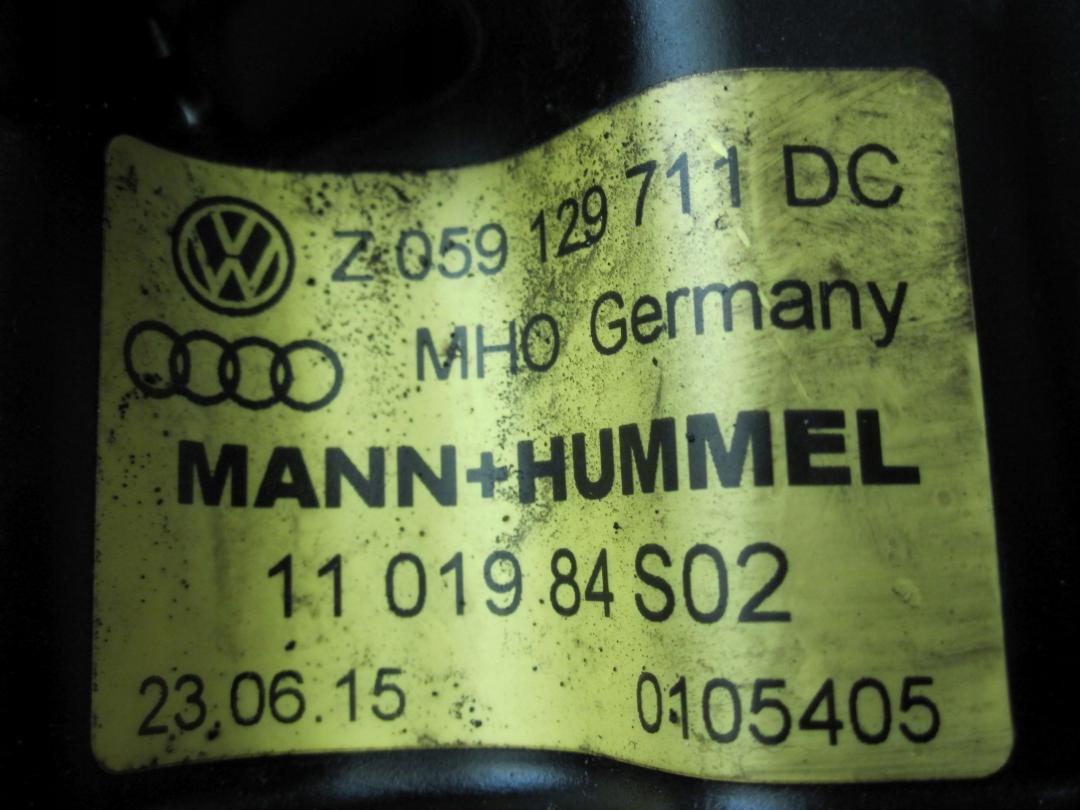 Z 059 129 711 DC
MHO Germany
MANN+HUMMEL
11 019 84 S02
23.06.15 0105405